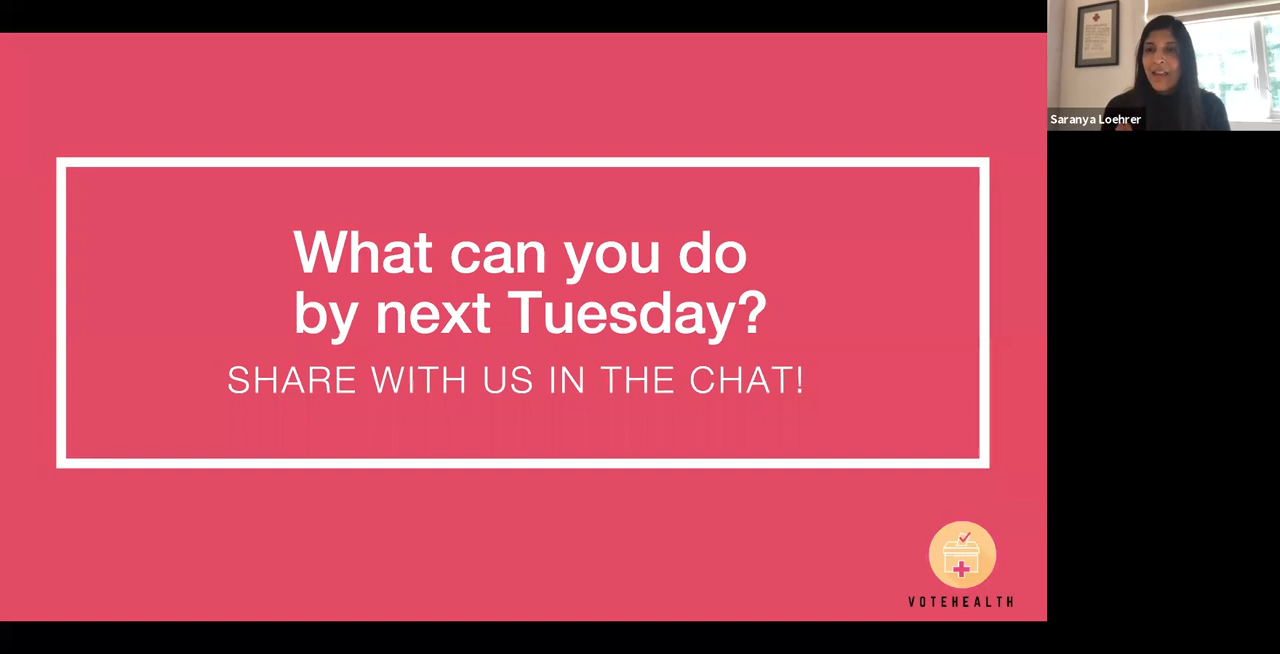 What can you do
by next Tuesday?
SHARE WITH US IN THE CHAT!
VOTEHEALTH
Saranya Loehrer